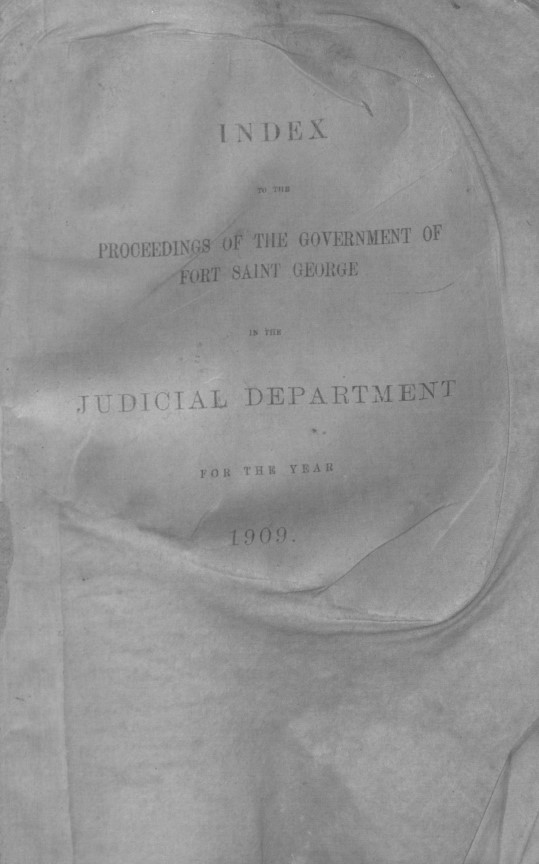 INDEX
TO THE
PROCEEDINGS OF THE GOVERNMENT OF
FORT SAINT GEORGE
IN THE
JUDICIAL DEPARTMENT
FOR THE YEAR
1909.